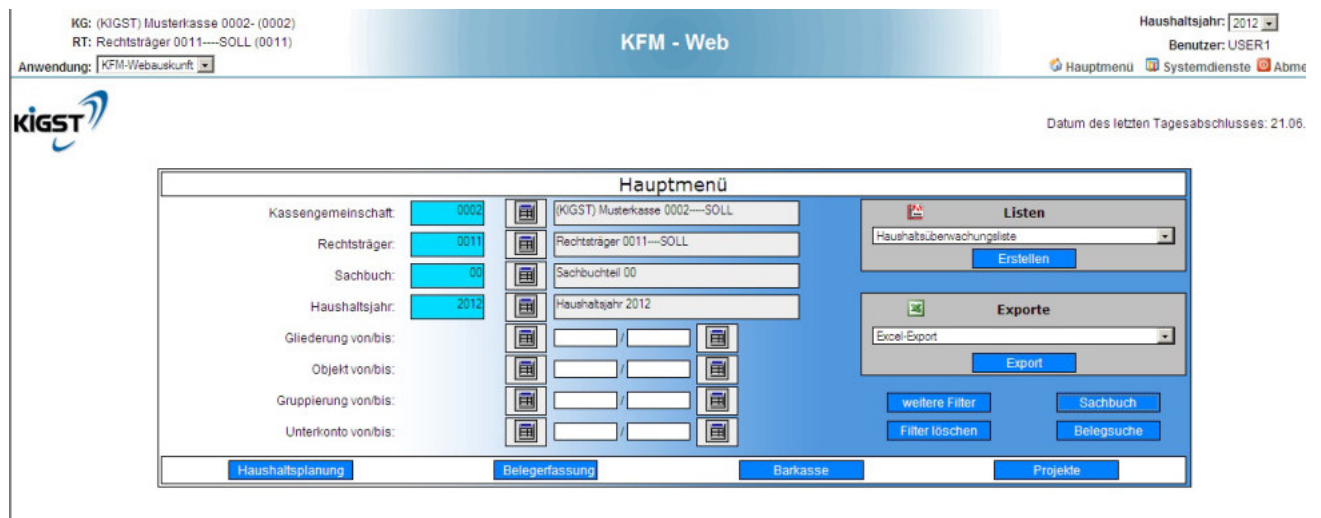 KG: (KIGST) Musterkasse 0002- (0002)
RT: Rechtsträger 0011----SOLL (0011)
Anwendung: KFM-Webauskunft
KFM - Web
Haushaltsjahr: 2012
Benutzer: USER1
Hauptmenü Systemdienste Abme
KIGST
Datum des letzten Tagesabschlusses: 21.06.
Hauptmenü
Kassengemeinschaft: 0002 (KIGST) Musterkasse 0002----SOLL
Rechtsträger: 0011 Rechtsträger 0011----SOLL
Sachbuch: 00 Sachbuchteil 00
Haushaltsjahr: 2012 Haushaltsjahr 2012
Gliederung von/bis: /
Objekt von/bis: /
Gruppierung von/bis: /
Unterkonto von/bis: /
Listen
Haushaltsüberwachungsliste
Erstellen
Exporte
Excel-Export
Export
weitere Filter Sachbuch
Filter löschen Belegsuche
Haushaltsplanung Belegerfassung Barkasse Projekte